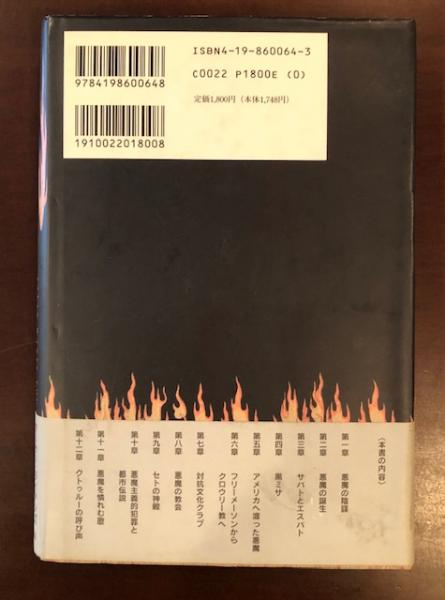 ISBN4-19-860064-3
C0022 P1800E (0)
定価1,800円（本体1,748円）
9784198600648
1910022018008
〈本書の内容〉
第一章 悪魔の陰謀
第二章 悪魔の誕生
第三章 サバトとエスバト
第四章 黒ミサ
第五章 アメリカへ渡った悪魔
第六章 フリーメーソンから
クロウリー教へ
第七章 対抗文化クラブ
第八章 悪魔の教会
第九章 セトの神殿
第十章 悪魔主義的犯罪と
都市伝説
第十一章 悪魔を憐れむ歌
第十二章 クトゥルーの呼び声